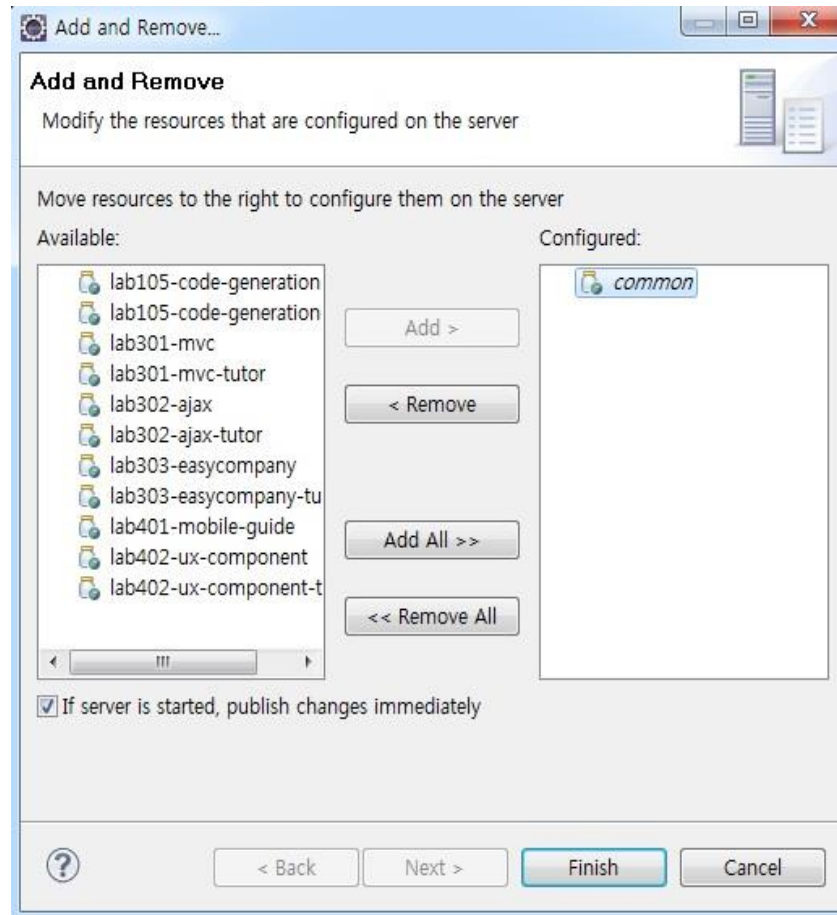 Add and Remove...
Add and Remove
Modify the resources that are configured on the server
Move resources to the right to configure them on the server
Available:
lab105-code-generation
lab105-code-generation
lab301-mvc
lab301-mvc-tutor
lab302-ajax
lab302-ajax-tutor
lab303-easycompany
lab303-easycompany-tu
lab401-mobile-guide
lab402-ux-component
lab402-ux-component-t
Add >
< Remove
Add All >>
<< Remove All
Configured:
common
If server is started, publish changes immediately
? < Back Next > Finish Cancel